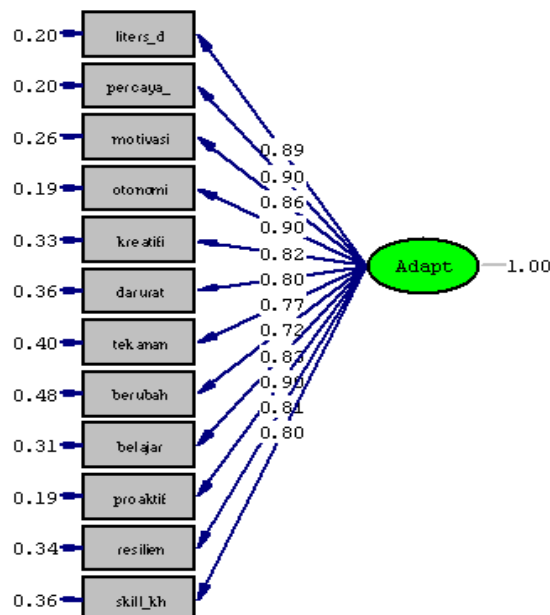 0.20 liters_d
0.20 percaya_
0.26 motivasi
0.19 otonomi
0.33 kreatifi
0.36 darurat
0.40 tekanan
0.48 berubah
0.31 belajar
0.19 proaktif
0.34 resilien
0.36 skill_kh
0.89
0.90
0.86
0.90
0.82
0.80
0.77
0.72
0.83
0.90
0.81
0.80
Adapt 1.00